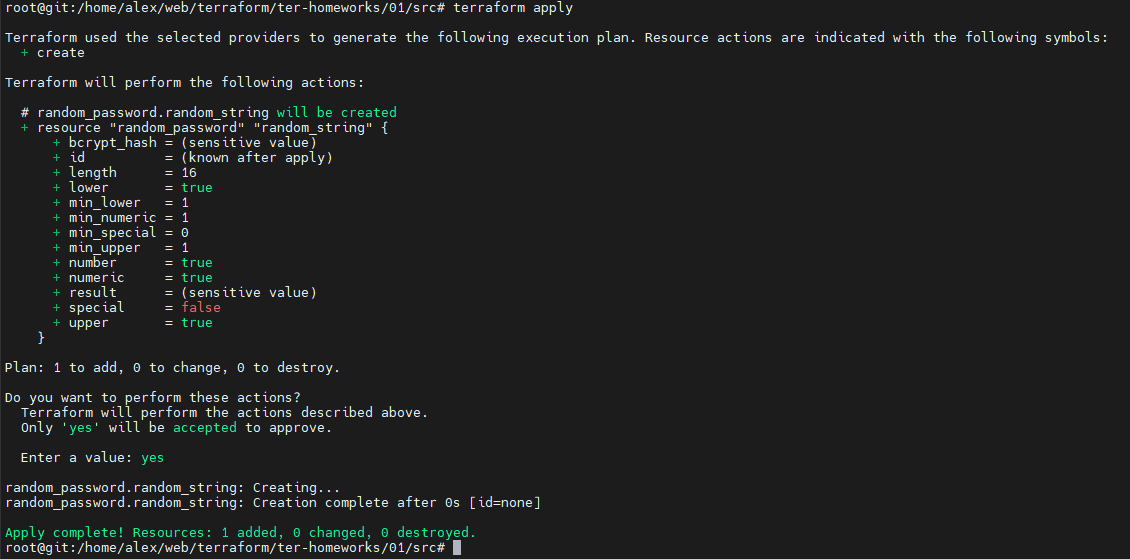 root@git:/home/alex/web/terraform/ter-homeworks/01/src# terraform apply
Terraform used the selected providers to generate the following execution plan. Resource actions are indicated with the following symbols:
+ create
Terraform will perform the following actions:
# random_password.random_string will be created
+ resource "random_password" "random_string" {
+ bcrypt_hash = (sensitive value)
+ id = (known after apply)
+ length = 16
+ lower = true
+ min_lower = 1
+ min_numeric = 1
+ min_special = 0
+ min_upper = 1
+ number = true
+ numeric = true
+ result = (sensitive value)
+ special = false
+ upper = true
}
Plan: 1 to add, 0 to change, 0 to destroy.
Do you want to perform these actions?
Terraform will perform the actions described above.
Only 'yes' will be accepted to approve.
Enter a value: yes
random_password.random_string: Creating...
random_password.random_string: Creation complete after 0s [id=none]
Apply complete! Resources: 1 added, 0 changed, 0 destroyed.
root@git:/home/alex/web/terraform/ter-homeworks/01/src#